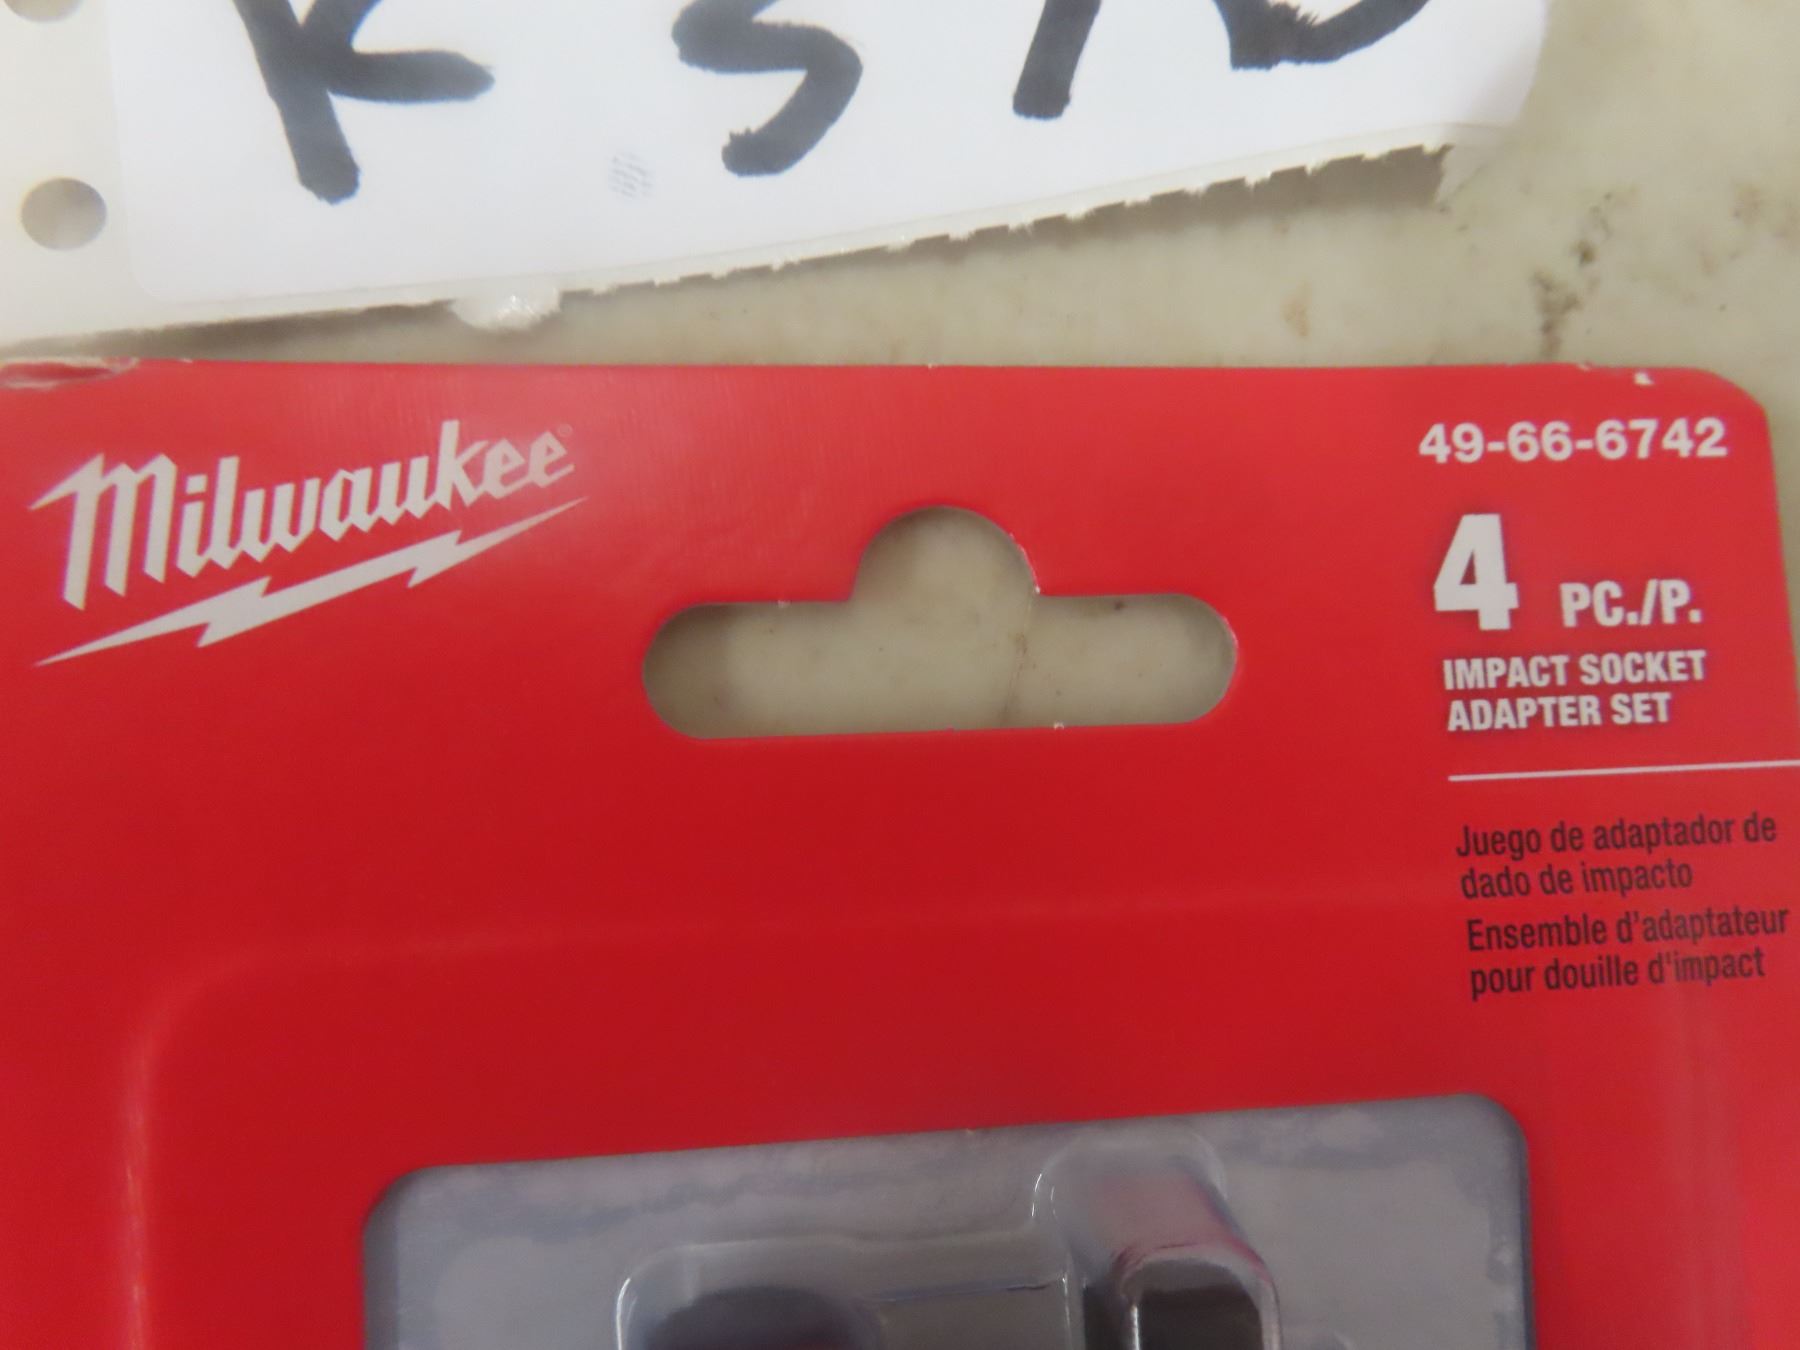 Milwaukee
49-66-6742
4 PC./P.
IMPACT SOCKET
ADAPTER SET
Juego de adaptador de
dado de impacto
Ensemble d'adaptateur
pour douille d'impact